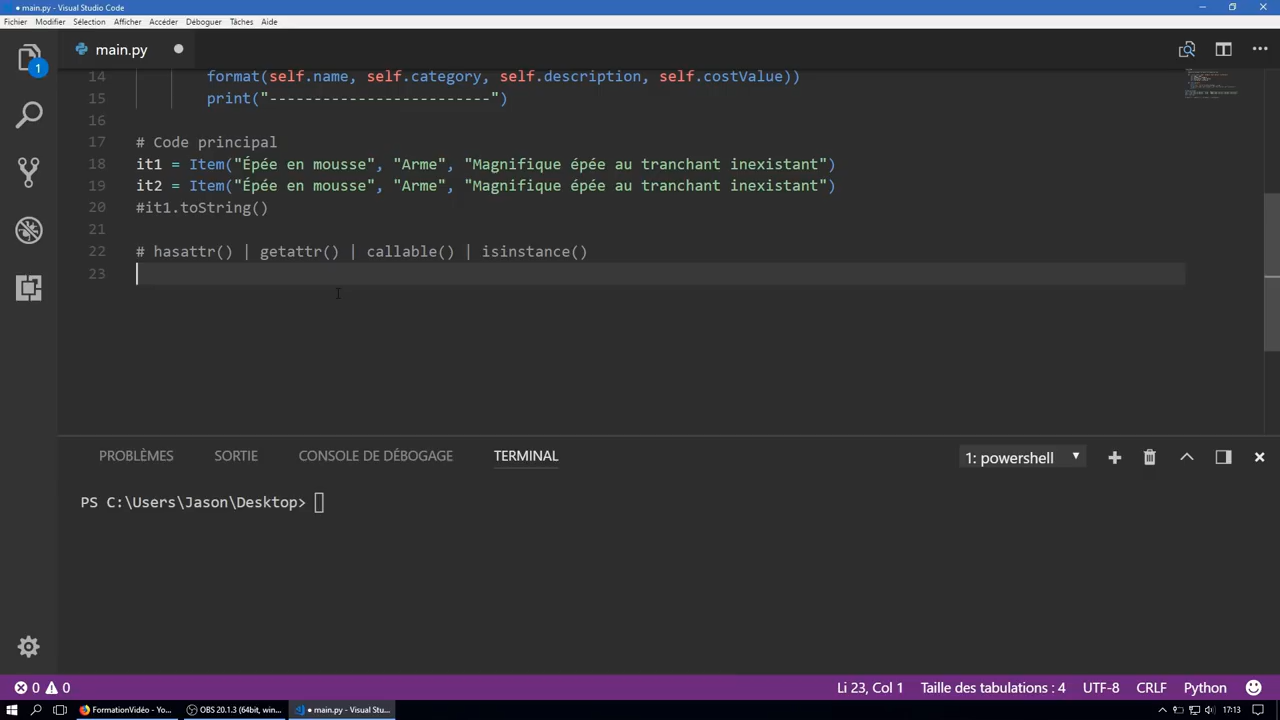 ● main.py - Visual Studio Code
Fichier Modifier Sélection Afficher Accéder Déboguer Tâches Aide
1
main.py ●
14 format(self.name, self.category, self.description, self.costValue))
15 print("-------------------------")
16
17 # Code principal
18 it1 = Item("Épée en mousse", "Arme", "Magnifique épée au tranchant inexistant")
19 it2 = Item("Épée en mousse", "Arme", "Magnifique épée au tranchant inexistant")
20 #it1.toString()
21
22 # hasattr() | getattr() | callable() | isinstance()
23
PROBLÈMES SORTIE CONSOLE DE DÉBOGAGE TERMINAL 1: powershell
PS C:\Users\Jason\Desktop>
0 0 Li 23, Col 1 Taille des tabulations : 4 UTF-8 CRLF Python
FormationVidéo - Yo... OBS 20.1.3 (64bit, win... ● main.py - Visual Stu... 17:13